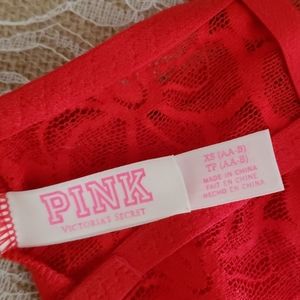 PINK
VICTORIA'S SECRET
XS (AA-B)
TP (AA-B)
MADE IN CHINA
FAIT EN CHINE
HECHO EN CHINA